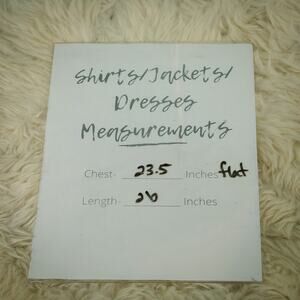 Shirts/Jackets/
Dresses
Measurements
Chest- 23.5 Inches flat
Length- 26 Inches